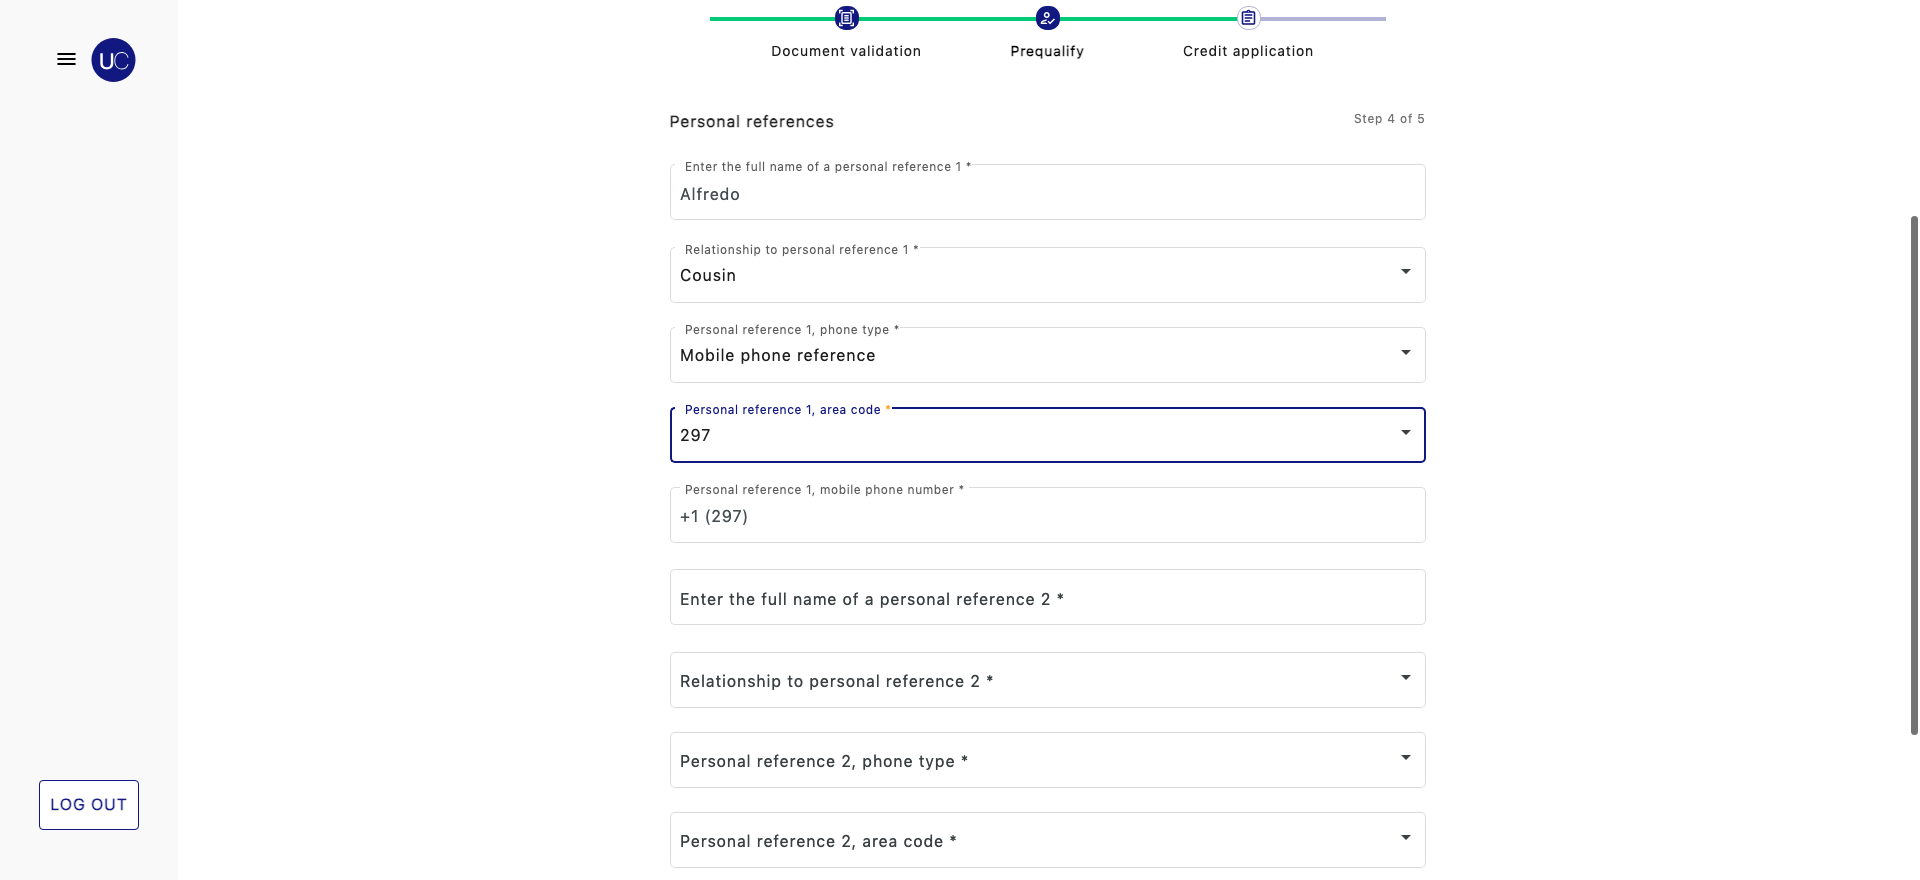 UC
Document validation
Prequalify
Credit application
Personal references
Step 4 of 5
Enter the full name of a personal reference 1 *
Alfredo
Relationship to personal reference 1 *
Cousin
Personal reference 1, phone type *
Mobile phone reference
Personal reference 1, area code *
297
Personal reference 1, mobile phone number *
+1 (297)
Enter the full name of a personal reference 2 *
Relationship to personal reference 2 *
Personal reference 2, phone type *
LOG OUT
Personal reference 2, area code *